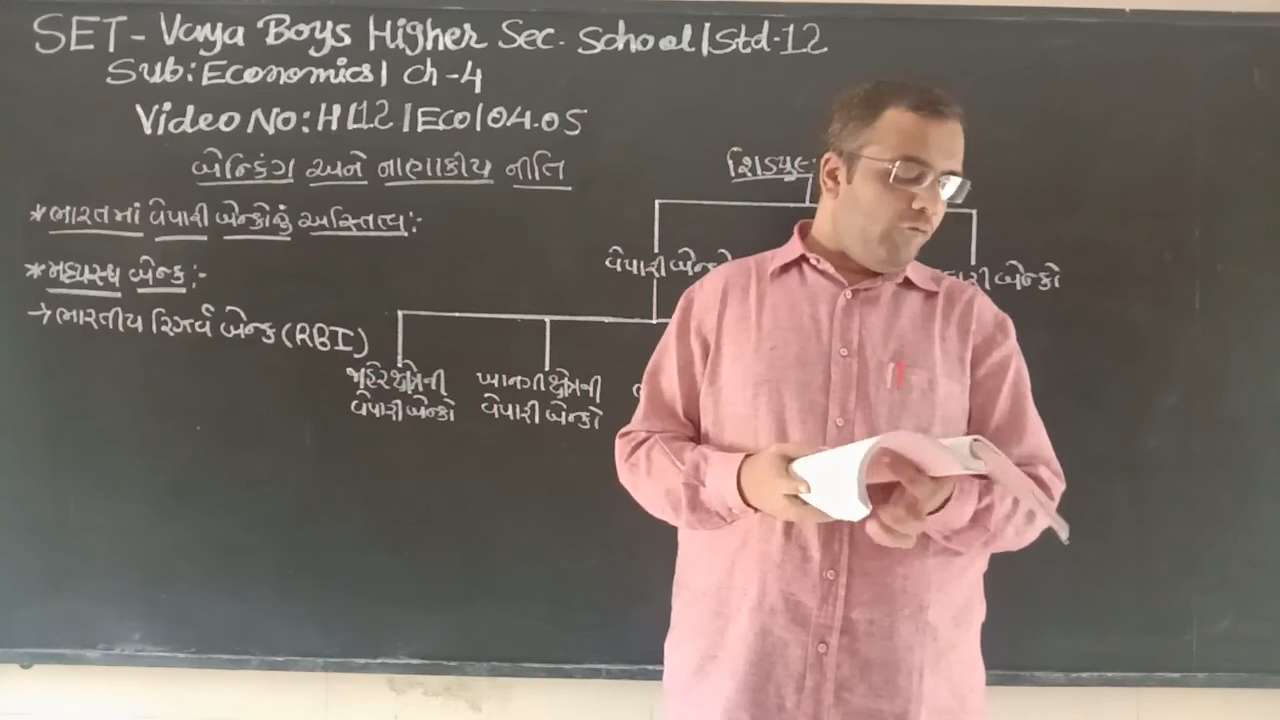 SET - Vaya Boys Higher Sec. School | Std-12
Sub: Economics | Ch-4
Video No: H12 | Eco | 04.05
બેન્કિંગ અને નાણાકીય નીતિ
* ભારતમાં વેપારી બેન્કોનું અસ્તિત્વ:-
* મધ્યસ્થ બેન્ક:-
→ ભારતીય રિઝર્વ બેન્ક (RBI)
શિડ્યુલ
વેપારી બેન્કો
બેન્કો
જાહેર ક્ષેત્રની
વેપારી બેન્કો
ખાનગી ક્ષેત્રની
વેપારી બેન્કો